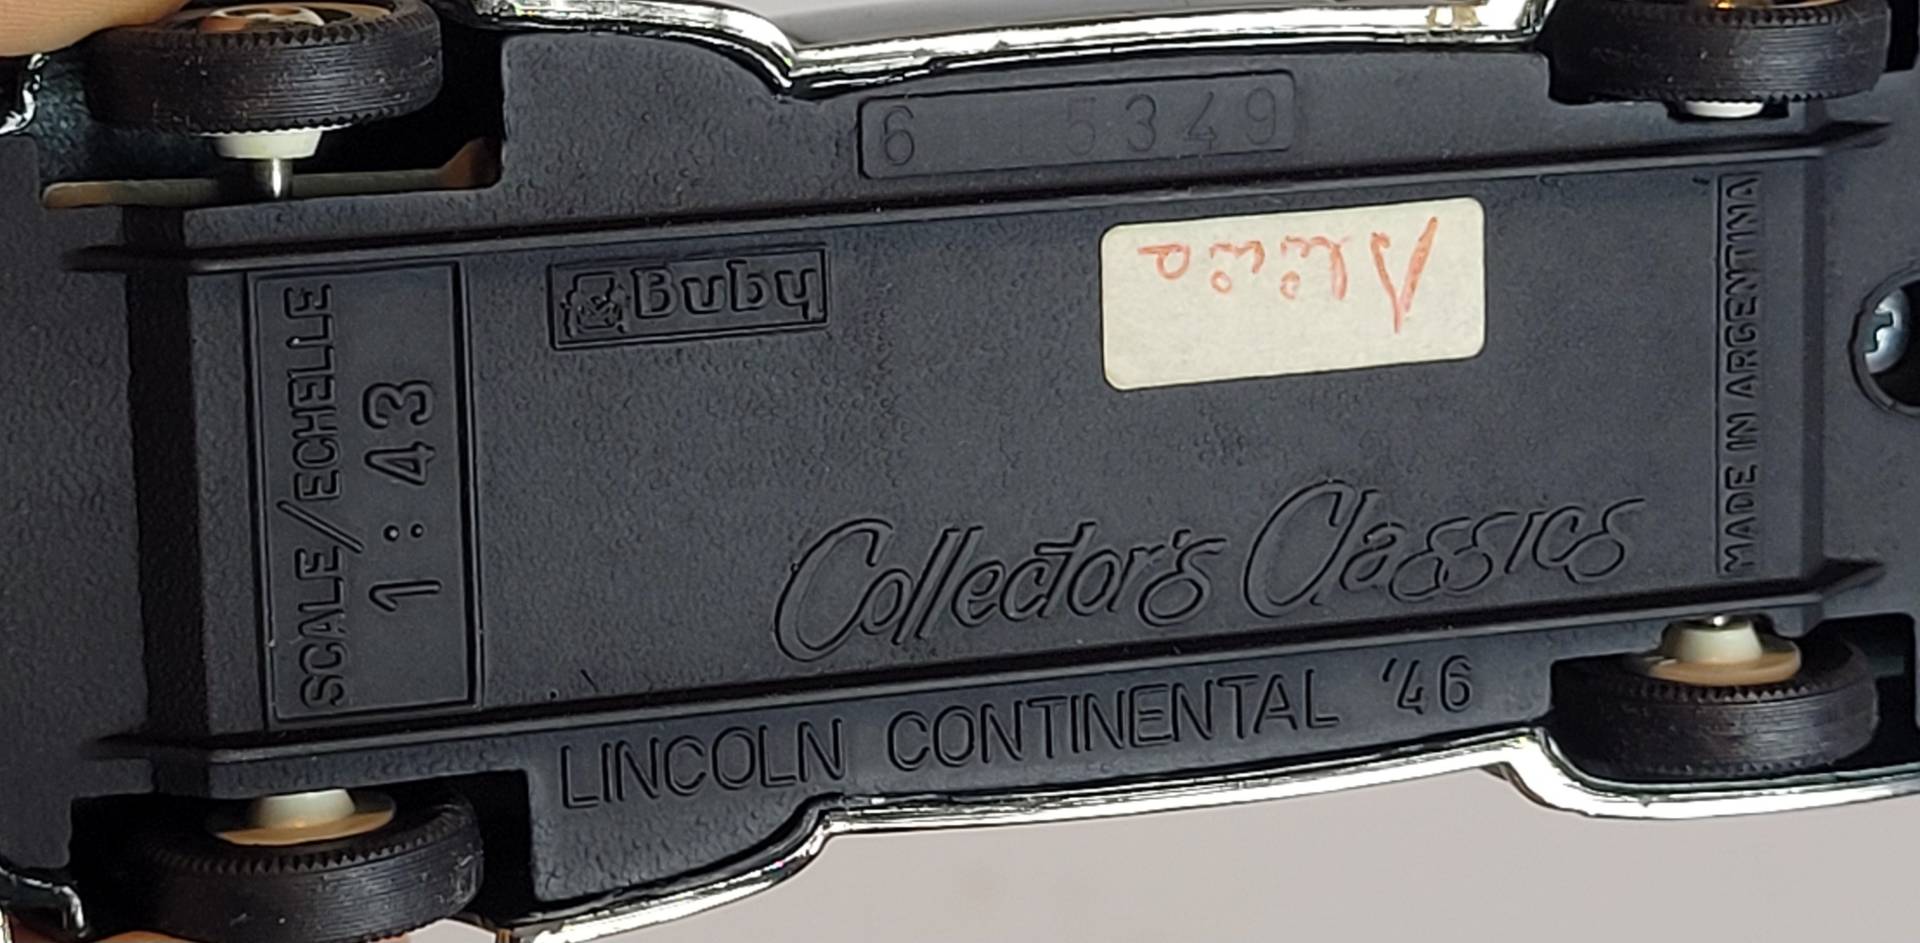 6 5349
Buby
SCALE/ECHELLE
1:43
MADE IN ARGENTINA
Collector's Classics
LINCOLN CONTINENTAL '46